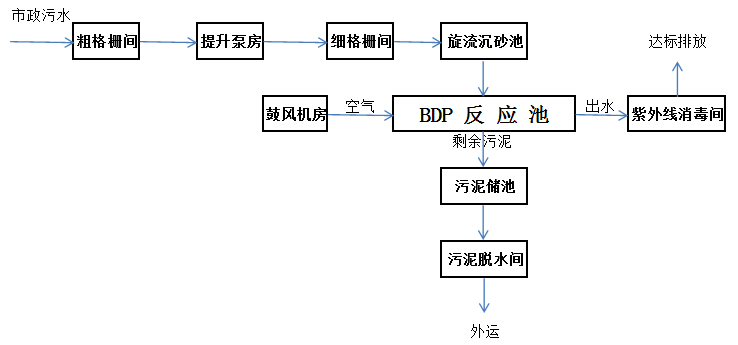 市政污水
粗格栅间
提升泵房
细格栅间
旋流沉砂池
达标排放
鼓风机房
空气
BDP 反 应 池
出水
紫外线消毒间
剩余污泥
污泥储池
污泥脱水间
外运